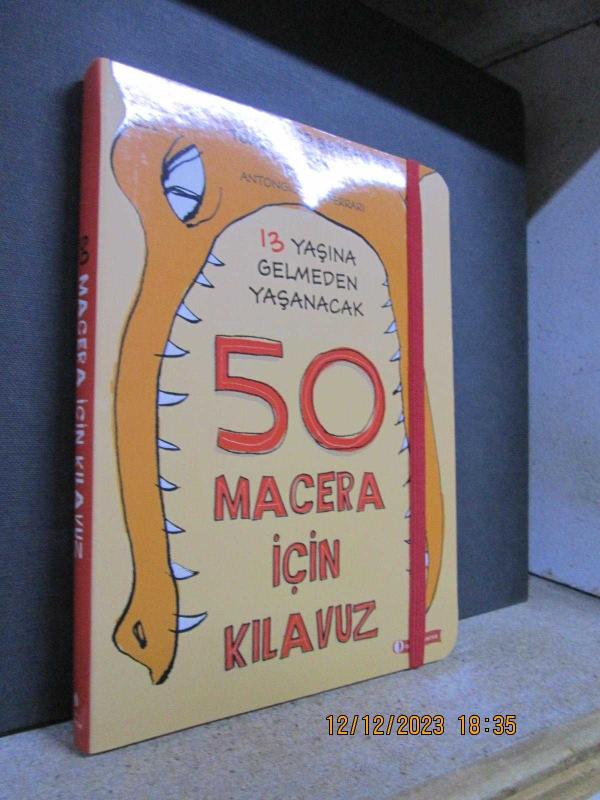 13 YAŞINA
GELMEDEN
YAŞANACAK
50
MACERA
İÇİN
KILAVUZ
50 MACERA İÇİN KILAVUZ
12/12/2023 18:35